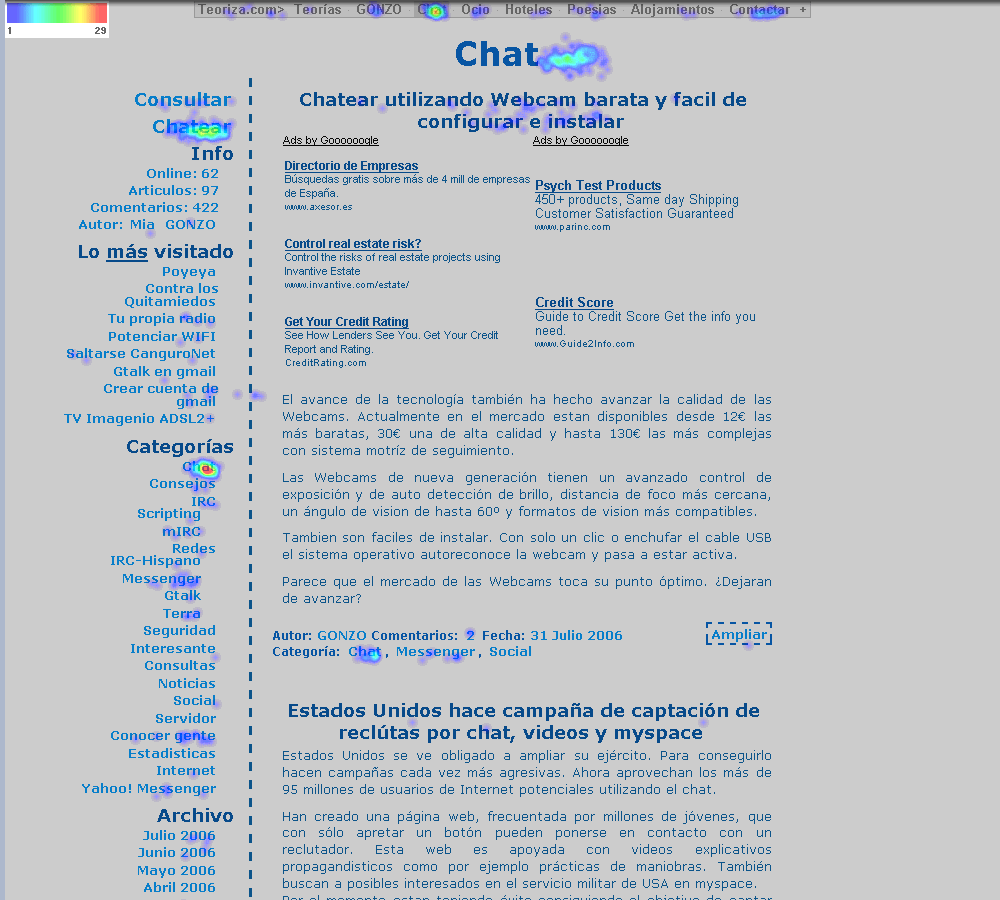 1 29
Teoriza.com> Teorías GONZO Chat Ocio Hoteles Poesias Alojamientos Contactar +
Chat
Consultar
Chatear
Info
Online: 62
Articulos: 97
Comentarios: 422
Autor: Mia GONZO
Lo más visitado
Poyeya
Contra los
Quitamiedos
Tu propia radio
Potenciar WIFI
Saltarse CanguroNet
Gtalk en gmail
Crear cuenta de
gmail
TV Imagenio ADSL2+
Categorías
Chat
Consejos
IRC
Scripting
mIRC
Redes
IRC-Hispano
Messenger
Gtalk
Terra
Seguridad
Interesante
Consultas
Noticias
Social
Servidor
Conocer gente
Estadisticas
Internet
Yahoo! Messenger
Archivo
Julio 2006
Junio 2006
Mayo 2006
Abril 2006
Chatear utilizando Webcam barata y facil de
configurar e instalar
Ads by Goooooogle
Directorio de Empresas
Búsquedas gratis sobre más de 4 mill de empresas
de España.
www.axesor.es
Control real estate risk?
Control the risks of real estate projects using
Invantive Estate
www.invantive.com/estate/
Get Your Credit Rating
See How Lenders See You. Get Your Credit
Report and Rating.
CreditRating.com
Ads by Goooooogle
Psych Test Products
450+ products, Same day Shipping
Customer Satisfaction Guaranteed
www.parinc.com
Credit Score
Guide to Credit Score Get the info you
need.
www.Guide2Info.com
El avance de la tecnología también ha hecho avanzar la calidad de las
Webcams. Actualmente en el mercado estan disponibles desde 12€ las
más baratas, 30€ una de alta calidad y hasta 130€ las más complejas
con sistema motríz de seguimiento.
Las Webcams de nueva generación tienen un avanzado control de
exposición y de auto detección de brillo, distancia de foco más cercana,
un ángulo de vision de hasta 60º y formatos de vision más compatibles.
Tambien son faciles de instalar. Con solo un clic o enchufar el cable USB
el sistema operativo autoreconoce la webcam y pasa a estar activa.
Parece que el mercado de las Webcams toca su punto óptimo. ¿Dejaran
de avanzar?
Autor: GONZO Comentarios: 2 Fecha: 31 Julio 2006
Categoría: Chat, Messenger, Social
Ampliar
Estados Unidos hace campaña de captación de
reclútas por chat, videos y myspace
Estados Unidos se ve obligado a ampliar su ejército. Para conseguirlo
hacen campañas cada vez más agresivas. Ahora aprovechan los más de
95 millones de usuarios de Internet potenciales utilizando el chat.
Han creado una página web, frecuentada por millones de jóvenes, que
con sólo apretar un botón pueden ponerse en contacto con un
reclutador. Esta web es apoyada con videos explicativos
propagandisticos como por ejemplo prácticas de maniobras. También
buscan a posibles interesados en el servicio militar de USA en myspace.
Por el momento estan teniendo éxito consiguiendo el objetivo de captar